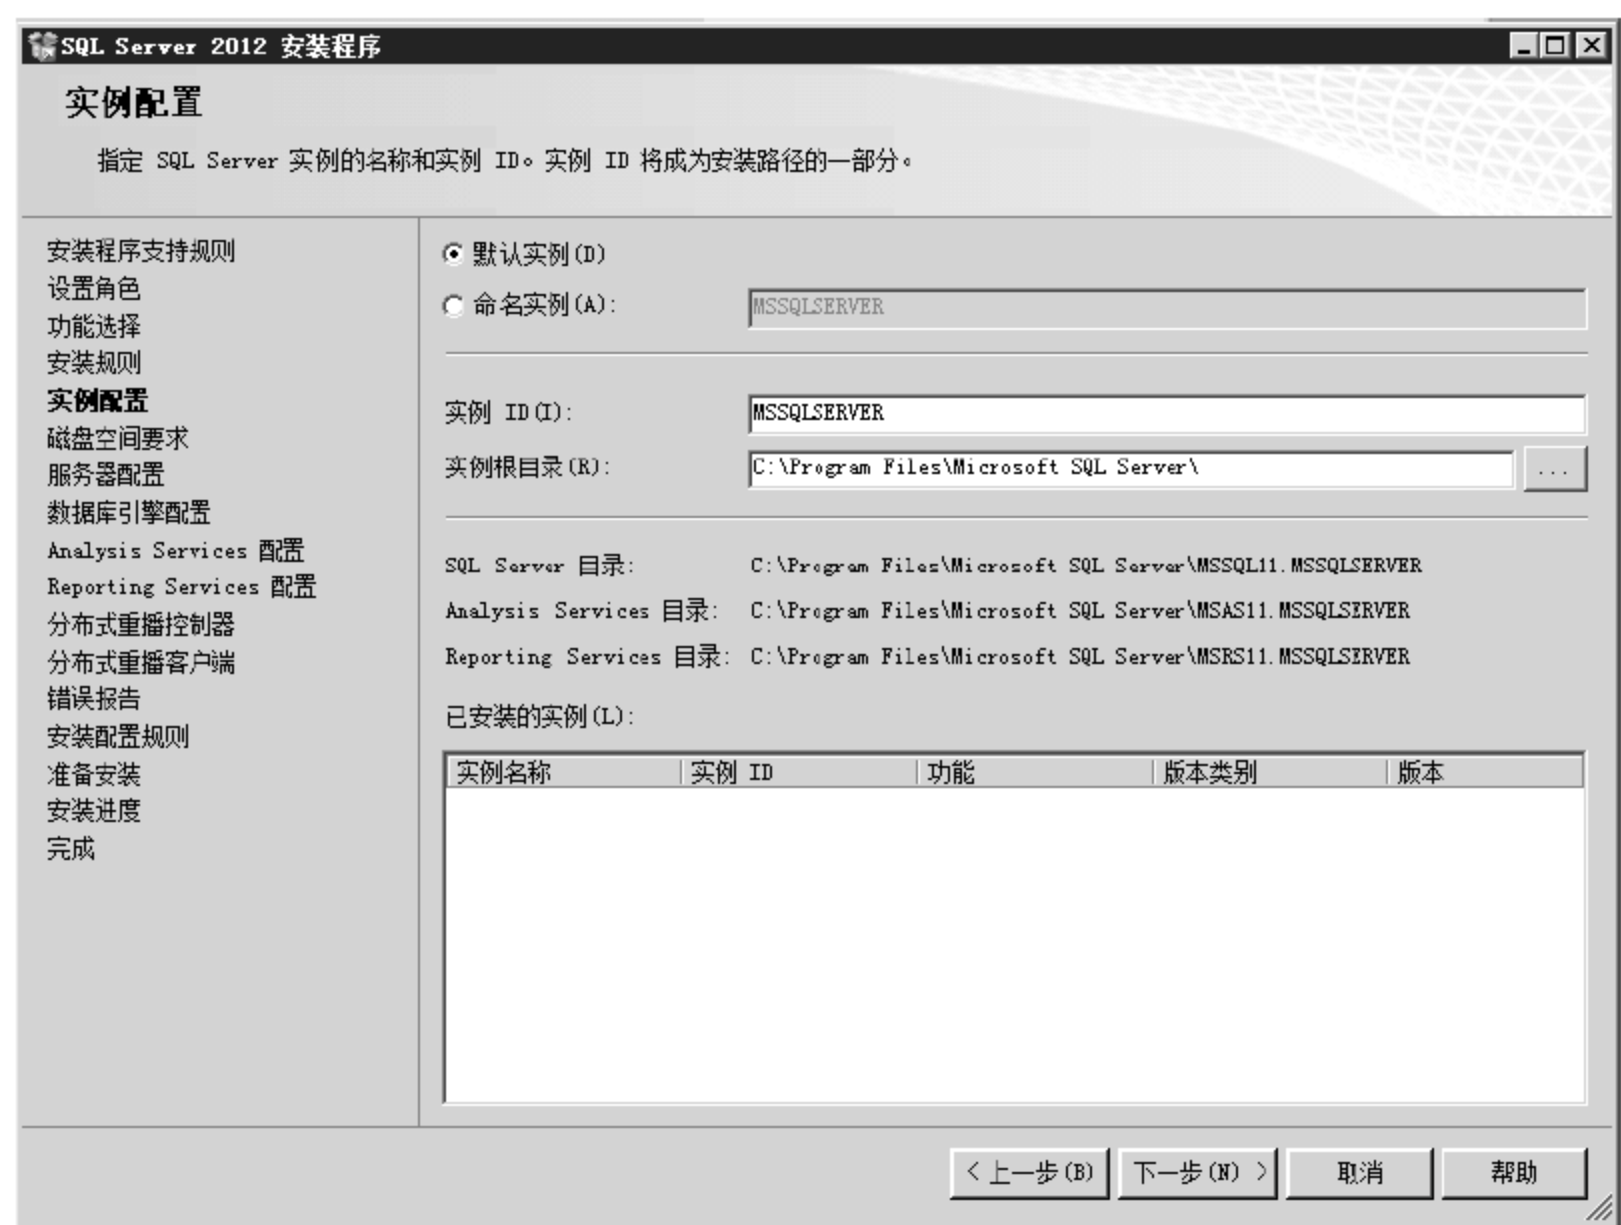 SQL Server 2012 安装程序
实例配置
指定 SQL Server 实例的名称和实例 ID。实例 ID 将成为安装路径的一部分。
安装程序支持规则
设置角色
功能选择
安装规则
实例配置
磁盘空间要求
服务器配置
数据库引擎配置
Analysis Services 配置
Reporting Services 配置
分布式重播控制器
分布式重播客户端
错误报告
安装配置规则
准备安装
安装进度
完成
默认实例(D)
命名实例(A): MSSQLSERVER
实例 ID(I): MSSQLSERVER
实例根目录(R): C:\Program Files\Microsoft SQL Server\ ...
SQL Server 目录: C:\Program Files\Microsoft SQL Server\MSSQL11.MSSQLSERVER
Analysis Services 目录: C:\Program Files\Microsoft SQL Server\MSAS11.MSSQLSERVER
Reporting Services 目录: C:\Program Files\Microsoft SQL Server\MSRS11.MSSQLSERVER
已安装的实例(L):
实例名称 实例 ID 功能 版本类别 版本
< 上一步(B) 下一步(N) > 取消 帮助